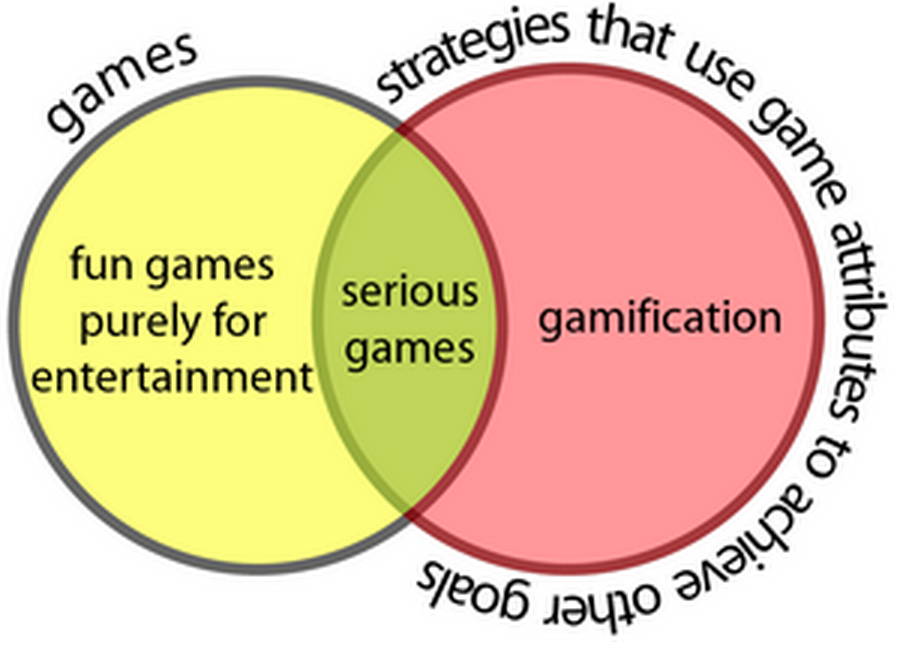 games
strategies that use game attributes to achieve other goals
fun games
purely for
entertainment
serious
games
gamification